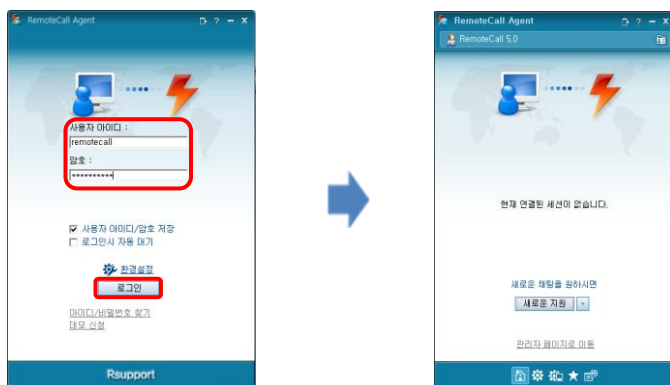 RemoteCall Agent
사용자 아이디 :
remotecall
암호 :
**********
사용자 아이디/암호 저장
로그인시 자동 대기
환경설정
로그인
아이디/비밀번호 찾기
데모 신청
Rsupport
RemoteCall Agent
RemoteCall 5.0
현재 연결된 세션이 없습니다.
새로운 채팅을 원하시면
새로운 지원
관리자 페이지로 이동